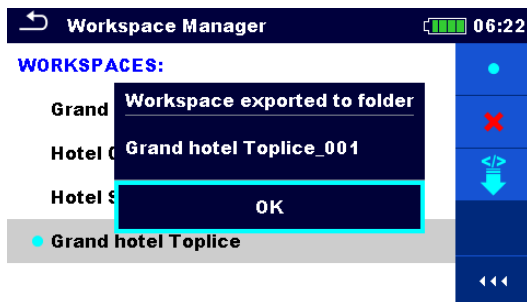 Workspace Manager
06:22
WORKSPACES:
Grand
Workspace exported to folder
Hotel
Grand hotel Toplice_001
Hotel
OK
Grand hotel Toplice